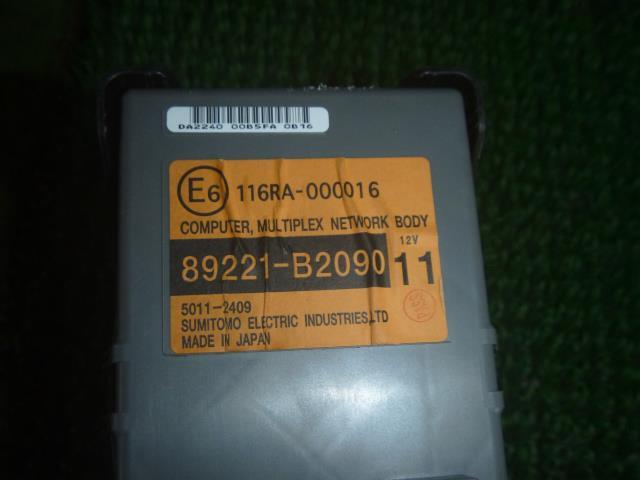 DA2240 00B5FA 0B16
E6 116RA-000016
COMPUTER, MULTIPLEX NETWORK BODY
12V
89221-B2090 11
5011-2409
SUMITOMO ELECTRIC INDUSTRIES,LTD
MADE IN JAPAN